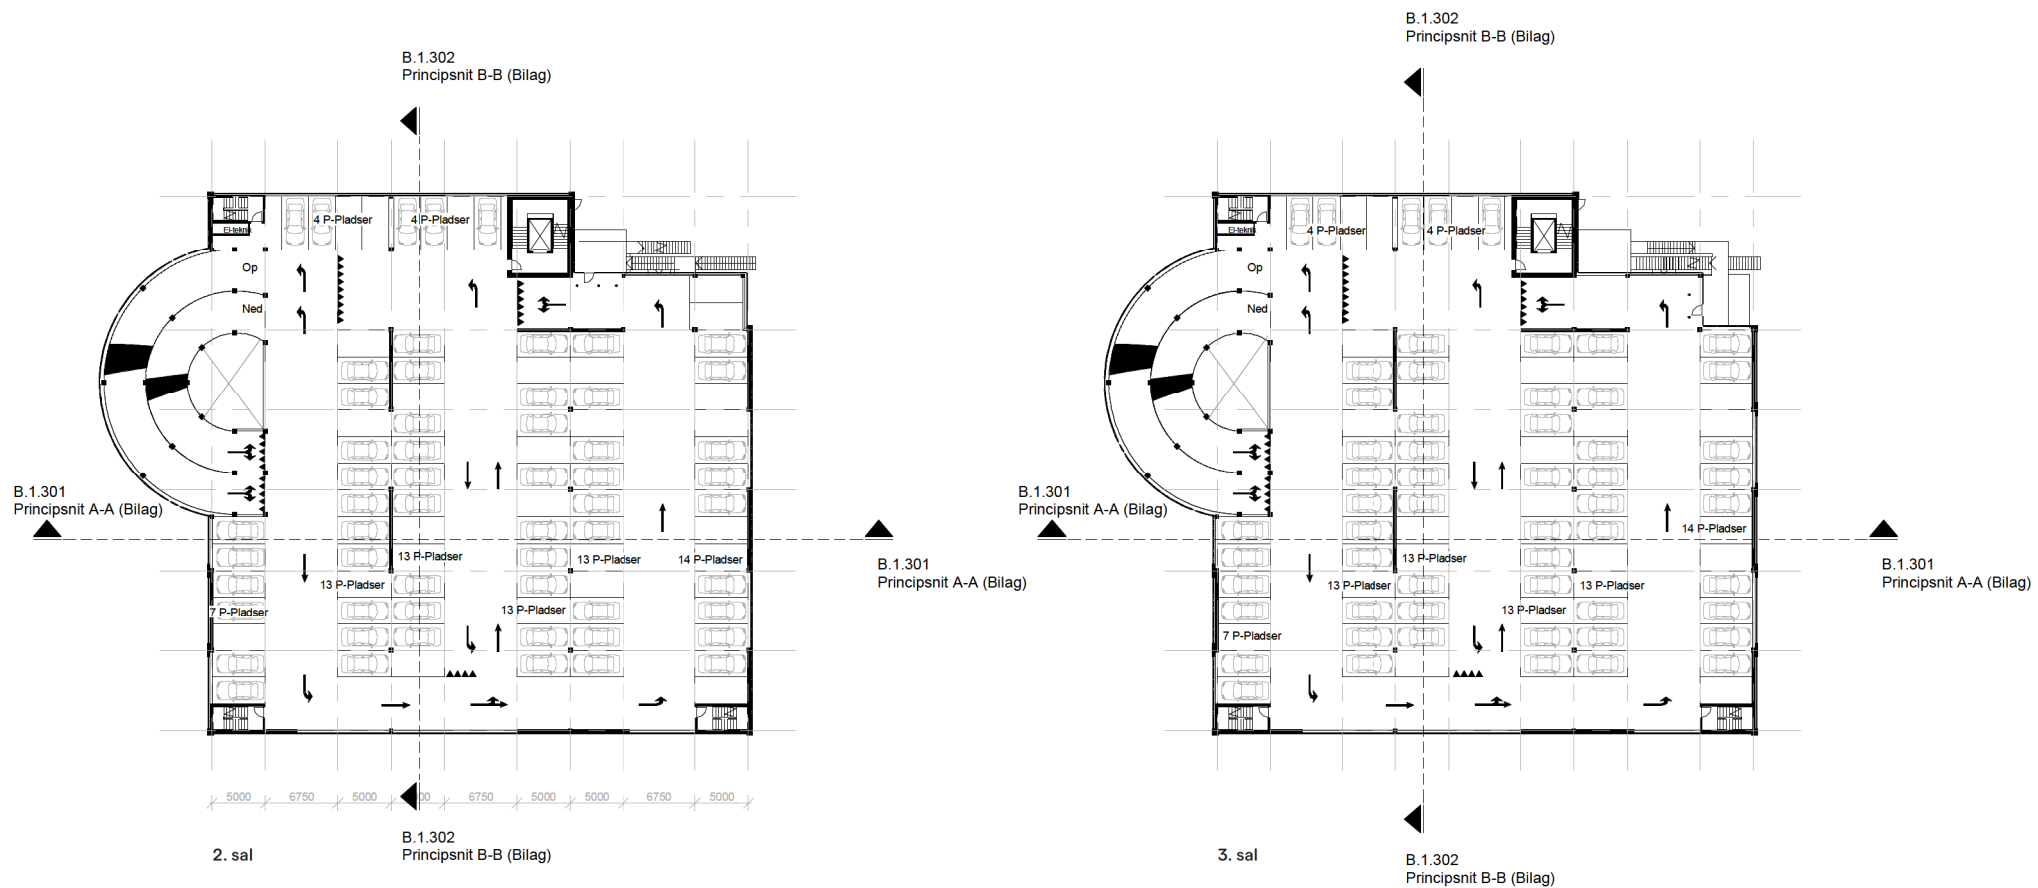 B.1.302
Principsnit B-B (Bilag)
4 P-Pladser
4 P-Pladser
El-teknik
Op
Ned
B.1.301
Principsnit A-A (Bilag)
13 P-Pladser
13 P-Pladser
14 P-Pladser
13 P-Pladser
7 P-Pladser
13 P-Pladser
B.1.301
Principsnit A-A (Bilag)
5000
6750
5000
6750
5000
5000
6750
5000
B.1.302
Principsnit B-B (Bilag)
2. sal
B.1.302
Principsnit B-B (Bilag)
4 P-Pladser
4 P-Pladser
El-teknik
Op
Ned
B.1.301
Principsnit A-A (Bilag)
14 P-Pladser
13 P-Pladser
13 P-Pladser
13 P-Pladser
13 P-Pladser
7 P-Pladser
B.1.301
Principsnit A-A (Bilag)
B.1.302
Principsnit B-B (Bilag)
3. sal